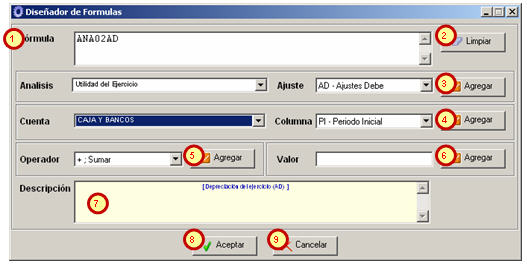 Diseñador de Formulas
1 Fórmula ANA02AD 2 Limpiar
Analisis Utilidad del Ejercicio Ajuste AD - Ajustes Debe 3 Agregar
Cuenta CAJA Y BANCOS Columna PI - Periodo Inicial 4 Agregar
Operador + ; Sumar 5 Agregar Valor 6 Agregar
Descripción [ Depreciación del ejercicio (AD) ]
7
8 Aceptar 9 Cancelar